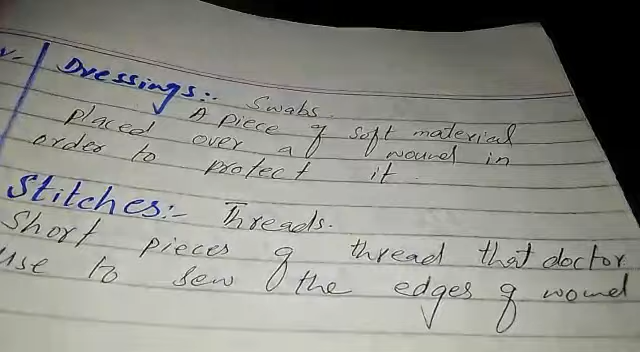 v. Dressings:- Swabs.
A piece of soft material
placed over a wound in
order to protect it.
Stitches:- Threads.
Short pieces of thread that doctor
use to sew the edges of wound